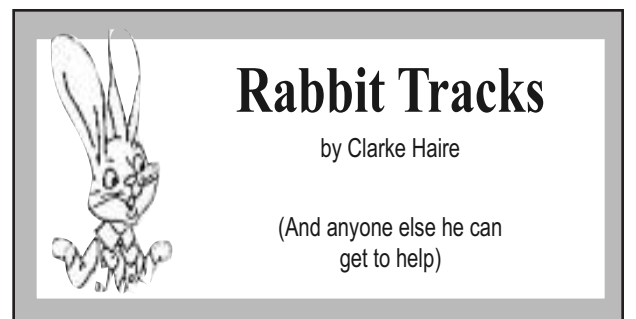 Rabbit Tracks
by Clarke Haire
(And anyone else he can
get to help)